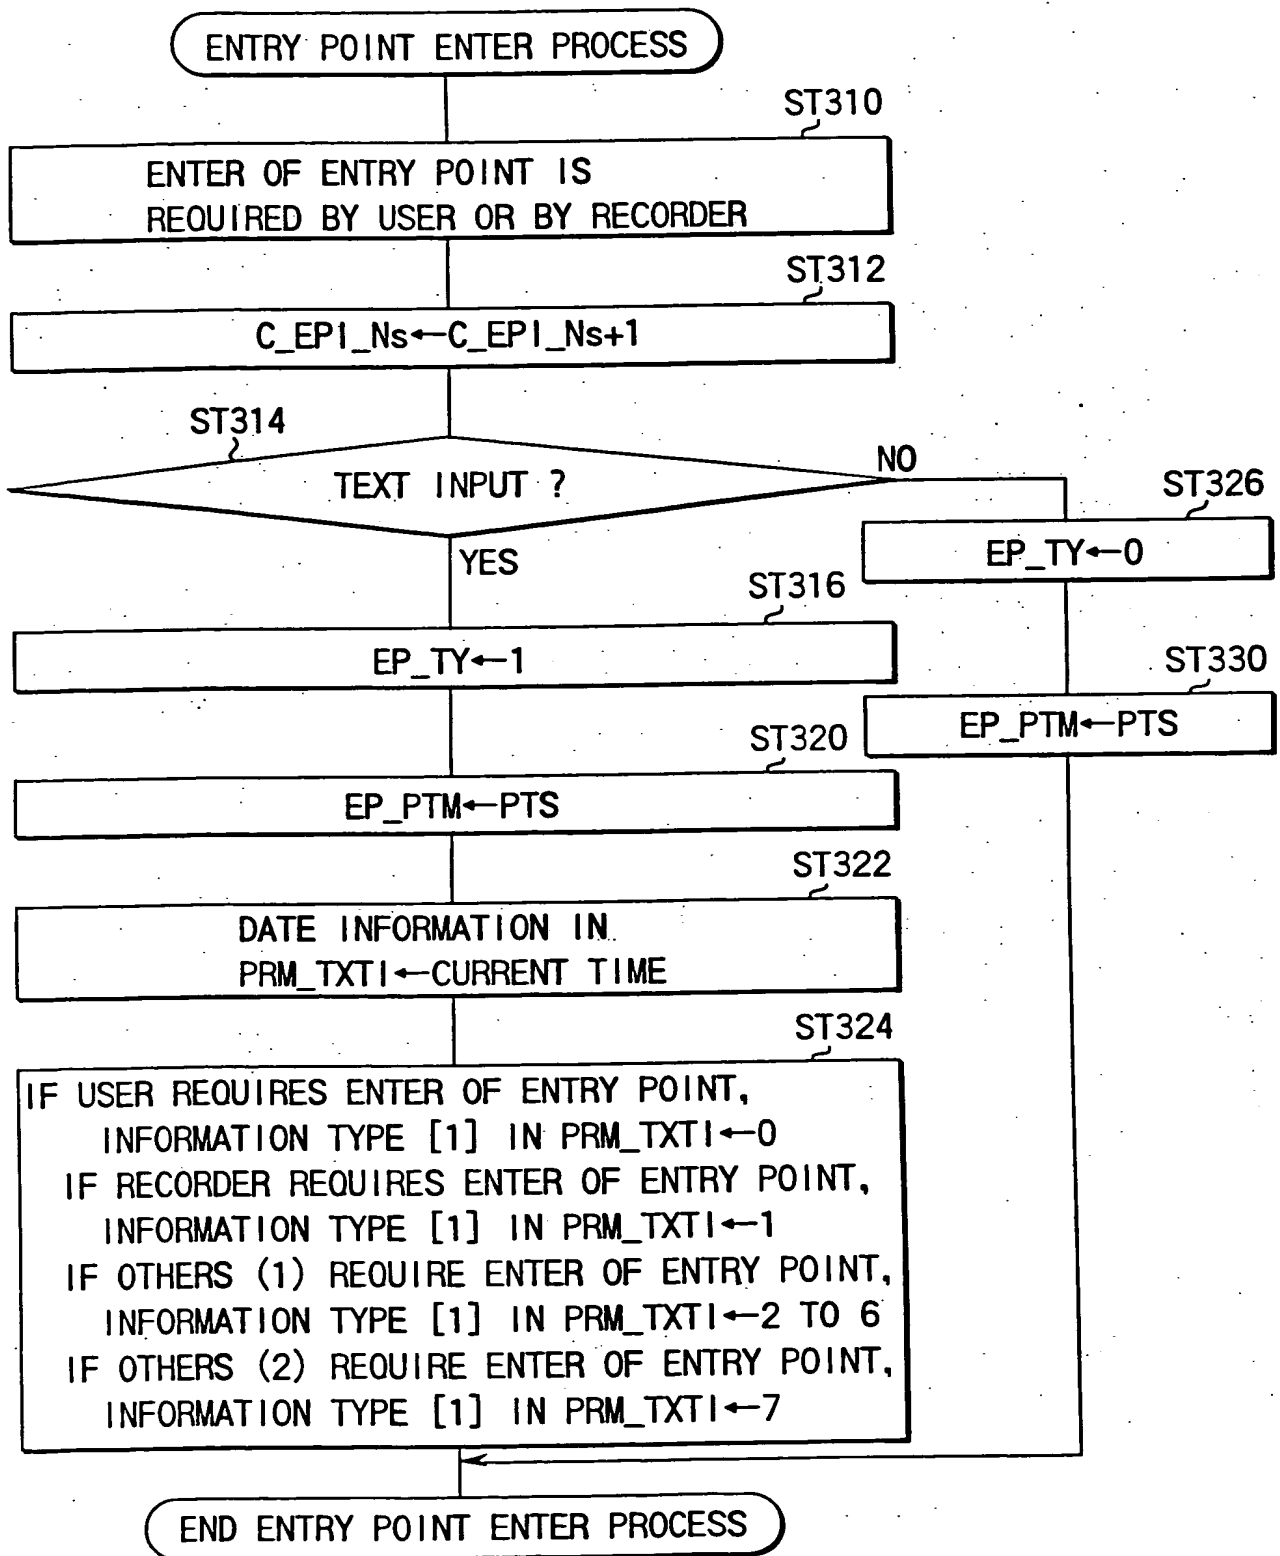 ENTRY POINT ENTER PROCESS
ST310
ENTER OF ENTRY POINT IS
REQUIRED BY USER OR BY RECORDER
ST312
C_EPI_Ns←C_EPI_Ns+1
ST314
TEXT INPUT ?
NO
YES
ST326
EP_TY←0
ST316
EP_TY←1
ST330
EP_PTM←PTS
ST320
EP_PTM←PTS
ST322
DATE INFORMATION IN
PRM_TXTI←CURRENT TIME
ST324
IF USER REQUIRES ENTER OF ENTRY POINT,
INFORMATION TYPE [1] IN PRM_TXTI←0
IF RECORDER REQUIRES ENTER OF ENTRY POINT,
INFORMATION TYPE [1] IN PRM_TXTI←1
IF OTHERS (1) REQUIRE ENTER OF ENTRY POINT,
INFORMATION TYPE [1] IN PRM_TXTI←2 TO 6
IF OTHERS (2) REQUIRE ENTER OF ENTRY POINT,
INFORMATION TYPE [1] IN PRM_TXTI←7
END ENTRY POINT ENTER PROCESS